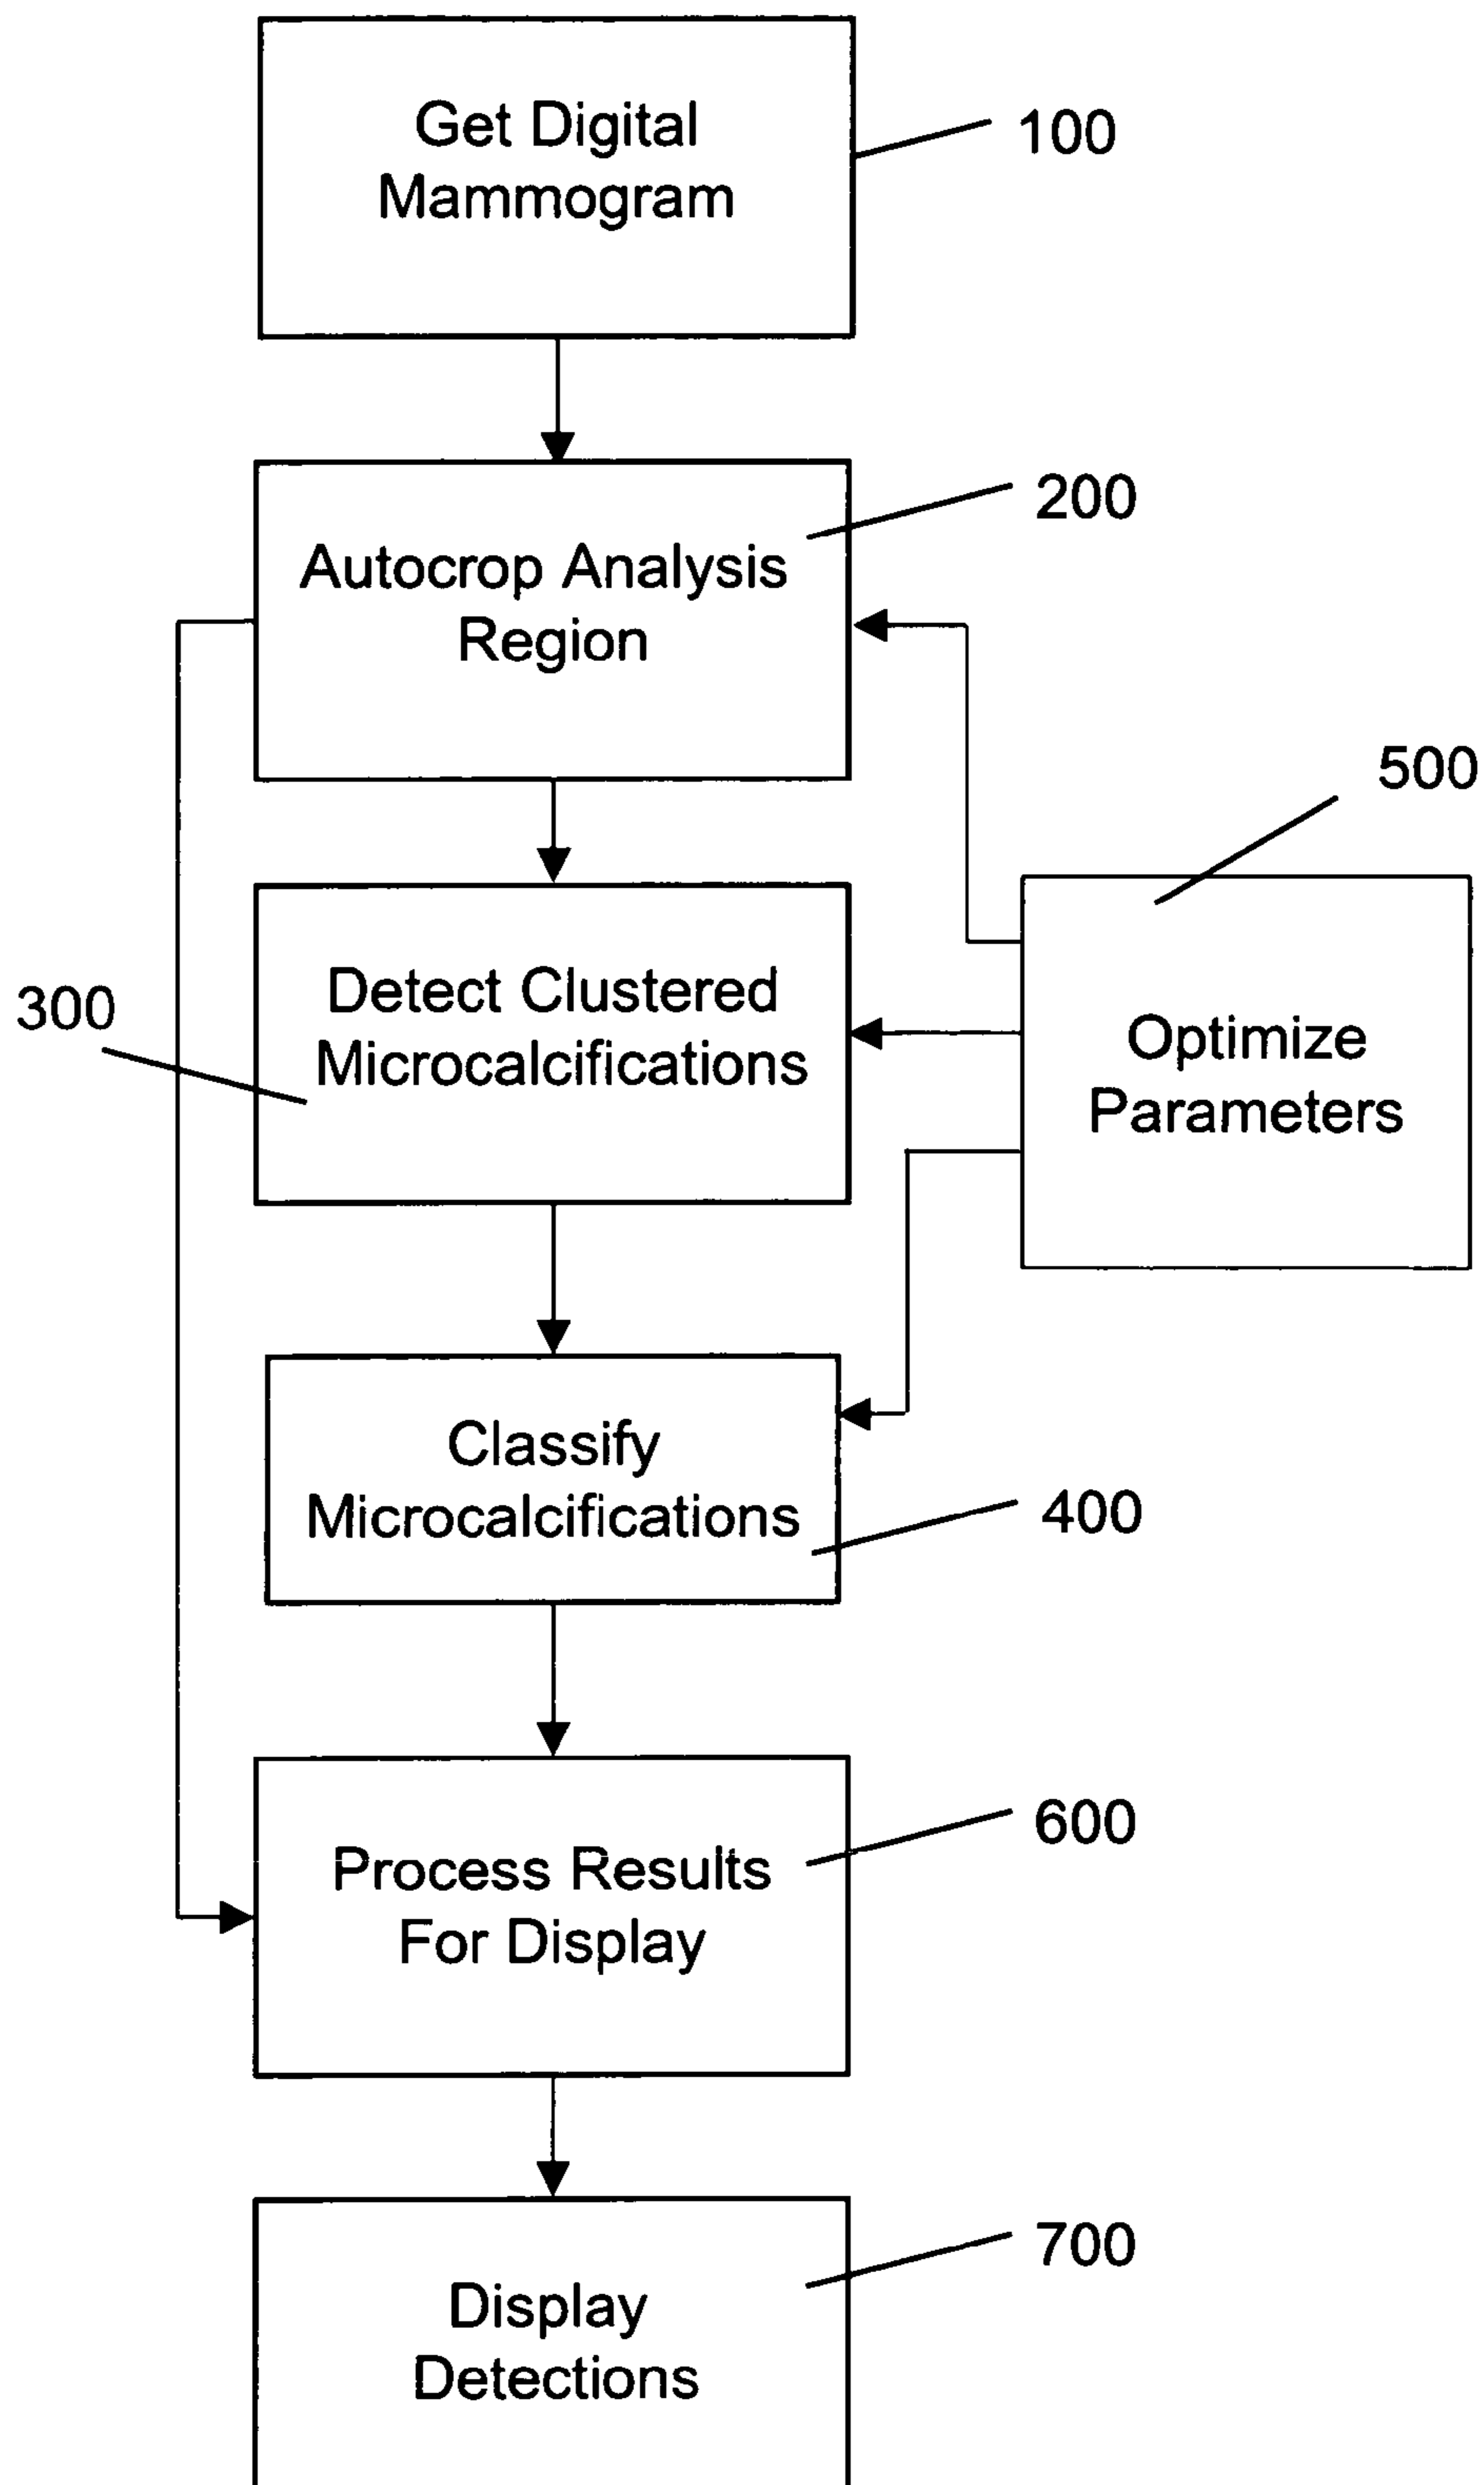 Get Digital
Mammogram
100
Autocrop Analysis
Region
200
500
Detect Clustered
Microcalcifications
300
Optimize
Parameters
Classify
Microcalcifications
400
Process Results
For Display
600
Display
Detections
700